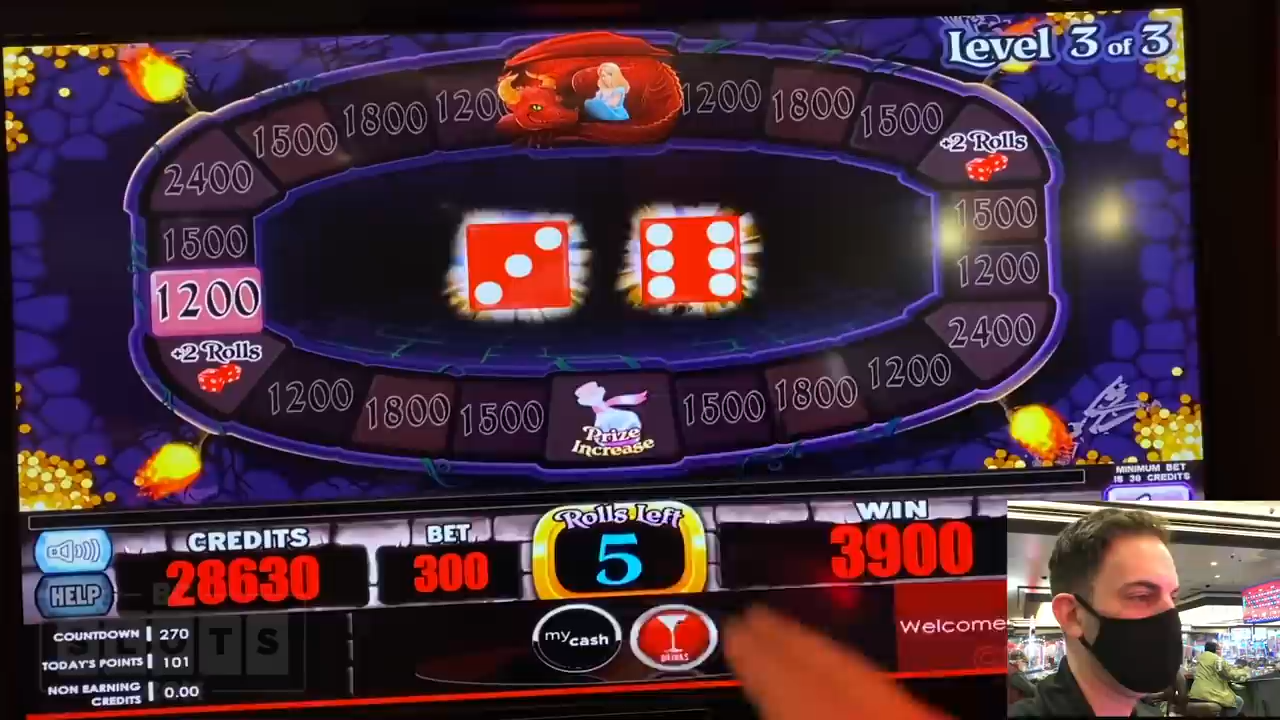 Level 3 of 3
1500
1800
120
1200
1800
1500
+2 Rolls
2400
1500
1500
1200
1200
2400
+2 Rolls
1200
1800
1500
Prize
Increase
1500
1800
1200
MINIMUM BET
IS 30 CREDITS
CREDITS
28630
BET
300
Rolls Left
5
WIN
3900
HELP
COUNTDOWN 270
TODAY'S POINTS 101
NON EARNING
CREDITS 0.00
SLOTS
my cash
DRINKS
Welcome